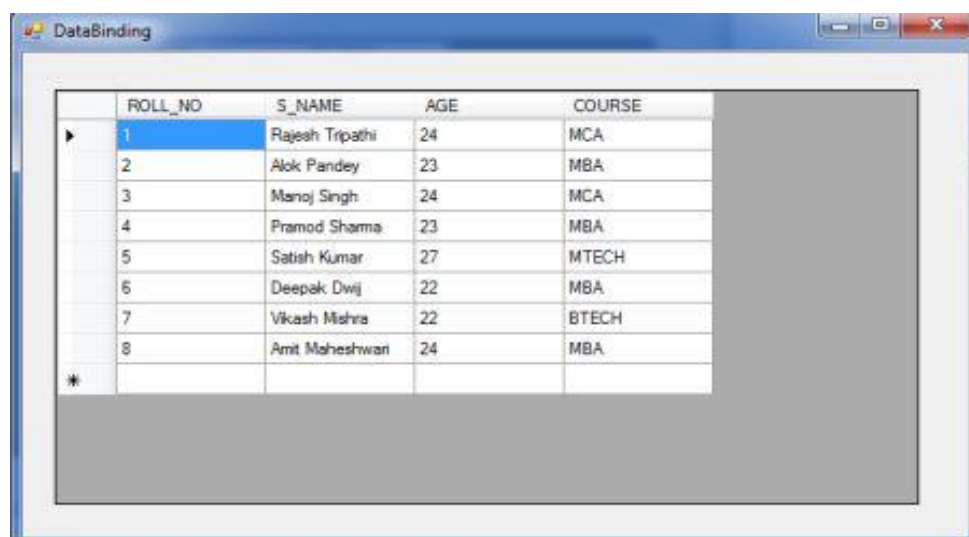 DataBinding
ROLL_NO S_NAME AGE COURSE
1 Rajesh Tripathi 24 MCA
2 Alok Pandey 23 MBA
3 Manoj Singh 24 MCA
4 Pramod Sharma 23 MBA
5 Satish Kumar 27 MTECH
6 Deepak Dwij 22 MBA
7 Vikash Mishra 22 BTECH
8 Amit Maheshwari 24 MBA